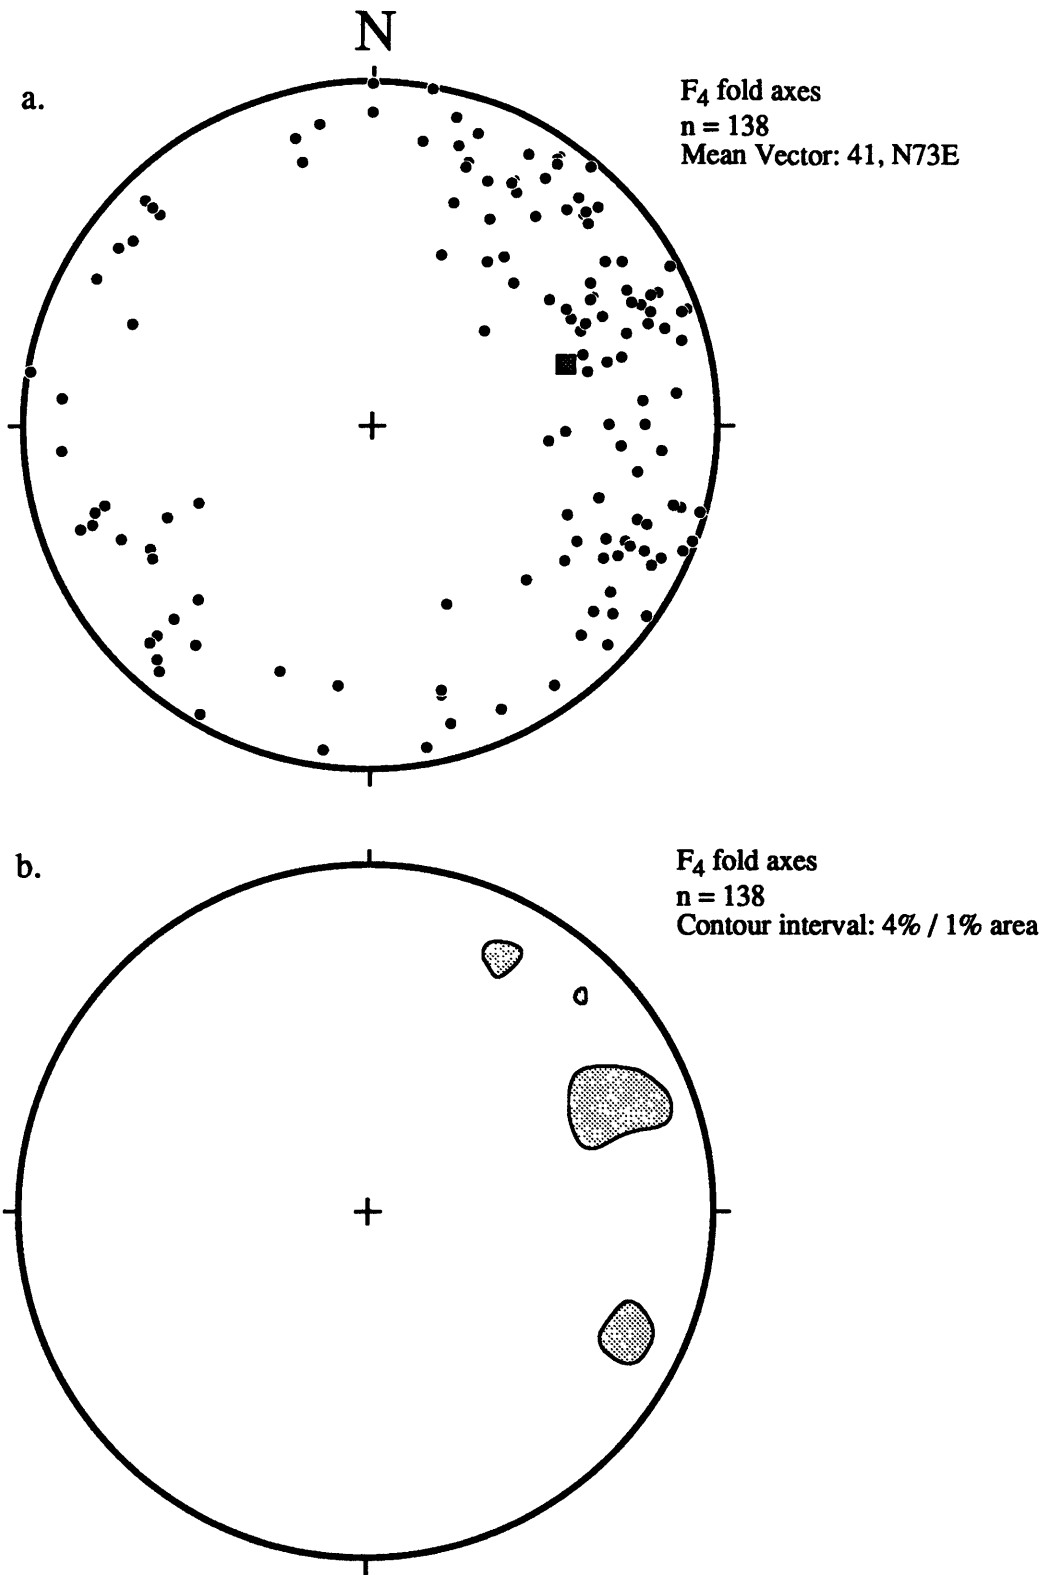 N
a.
F4 fold axes
n = 138
Mean Vector: 41, N73E
b.
F4 fold axes
n = 138
Contour interval: 4% / 1% area